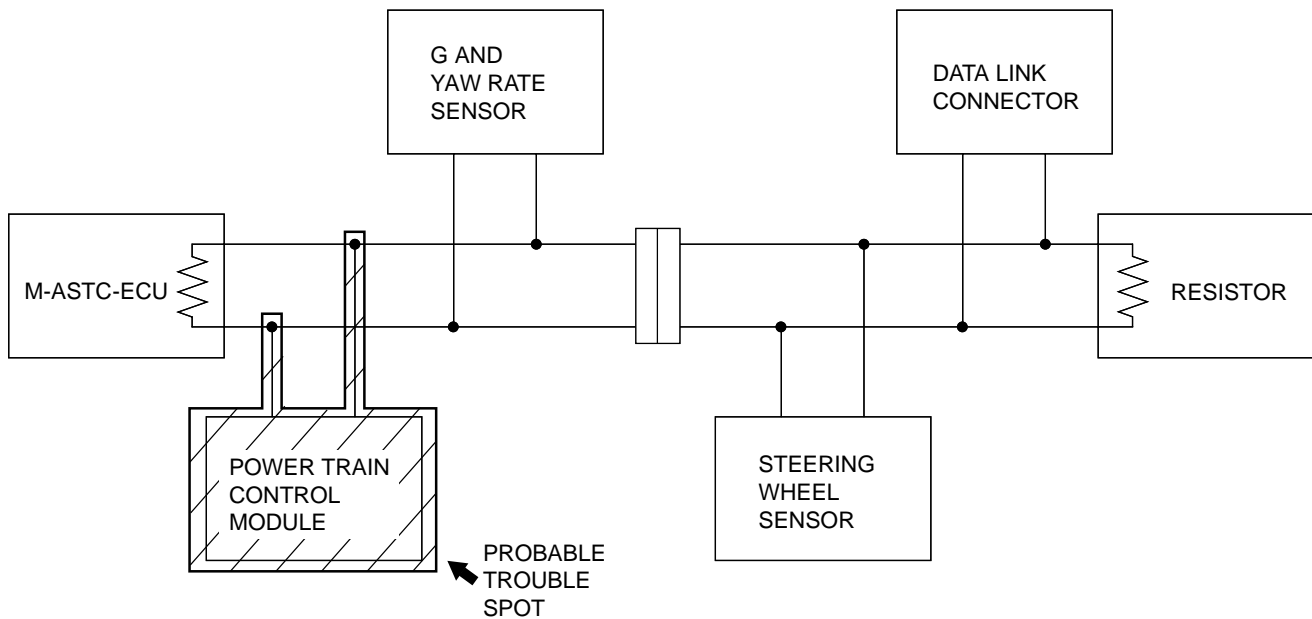 G AND
YAW RATE
SENSOR
DATA LINK
CONNECTOR
M-ASTC-ECU
RESISTOR
POWER TRAIN
CONTROL
MODULE
STEERING
WHEEL
SENSOR
PROBABLE
TROUBLE
SPOT